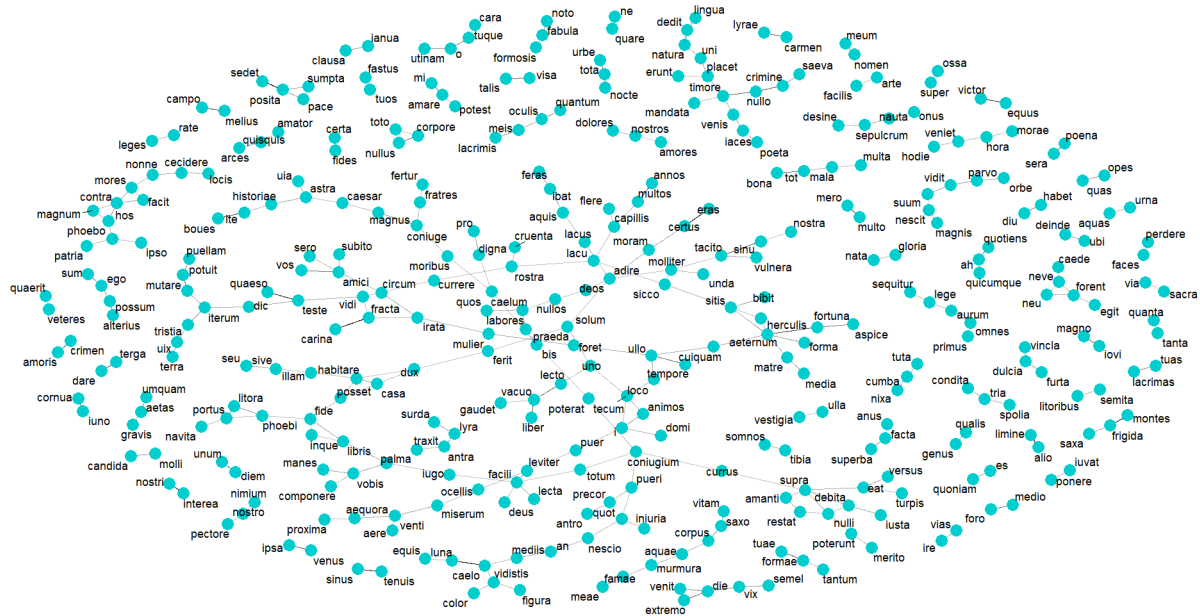 cara
tuque
utinam
o
noto
fabula
formosis
ne
quare
lingua
dedit
natura
uni
placet
erunt
timore
lyrae
carmen
meum
nomen
arte
facilis
ossa
super
ianua
clausa
sedet
sumpta
posita
pace
fastus
tuos
mi
amare
potest
talis
visa
urbe
tota
nocte
crimine
saeva
nullo
mandata
venis
iaces
poeta
campo
melius
rate
leges
amator
quisquis
arces
certa
fides
toto
corpore
nullus
oculis
quantum
meis
lacrimis
dolores
nostros
amores
desine
nauta
sepulcrum
onus
victor
equus
veniet
morae
hora
hodie
poena
sera
nonne
cecidere
locis
mores
contra
facit
magnum
hos
phoebo
patria
ipso
uia
astra
historiae
caesar
boues
ite
magnus
fertur
fratres
coniuge
feras
ibat
aquis
lacus
flere
capillis
multos
annos
bona
tot
mala
multa
vidit
parvo
suum
orbe
nescit
magnis
habet
diu
opes
quas
urna
aquas
deinde
ubi
perdere
faces
mero
multo
nata
gloria
quotiens
ah
quicumque
caede
neve
forent
neu
egit
via
sacra
sum
ego
possum
alterius
quaerit
veteres
puellam
potuit
mutare
iterum
tristia
uix
terra
dic
quaeso
teste
sero
subito
vos
amici
vidi
circum
fracta
carina
irata
moribus
currere
pro
digna
cruenta
rostra
lacu
moram
certus
eras
adire
molliter
tacito
sinu
nostra
vulnera
unda
sicco
sitis
bibit
herculis
aeternum
fortuna
aspice
forma
matre
media
quos
caelum
labores
nullos
deos
solum
praeda
bis
foret
mulier
ferit
dux
uno
ullo
cuiquam
tempore
sequitur
lege
aurum
omnes
primus
magno
iovi
quanta
tanta
tuas
lacrimas
crimen
amoris
terga
dare
cornua
iuno
umquam
aetas
gravis
seu
sive
illam
habitare
posset
casa
lecto
vacuo
gaudet
liber
poterat
tecum
loco
animos
domi
i
tuta
cumba
nixa
vincla
dulcia
furta
litoribus
semita
condita
tria
spolia
montes
frigida
saxa
litora
portus
navita
phoebi
fide
inque
libris
palma
manes
vobis
componere
surda
lyra
traxit
antra
iugo
leviter
puer
facili
ocellis
miserum
lecta
deus
totum
coniugium
pueri
precor
quot
antro
iniuria
nescio
an
mediis
currus
ulla
vestigia
somnos
tibia
anus
facta
superba
qualis
genus
limine
alio
iuvat
ponere
candida
molli
nostri
interea
unum
diem
nimium
nostro
pectore
proxima
aequora
aere
venti
supra
amanti
restat
debita
nulli
poterunt
merito
eat
versus
turpis
iusta
es
quoniam
medio
foro
vias
ire
ipsa
venus
sinus
tenuis
equis
luna
caelo
vidistis
color
figura
vitam
saxo
corpus
aquae
murmura
famae
meae
tuae
formae
tantum
venit
die
vix
semel
extremo